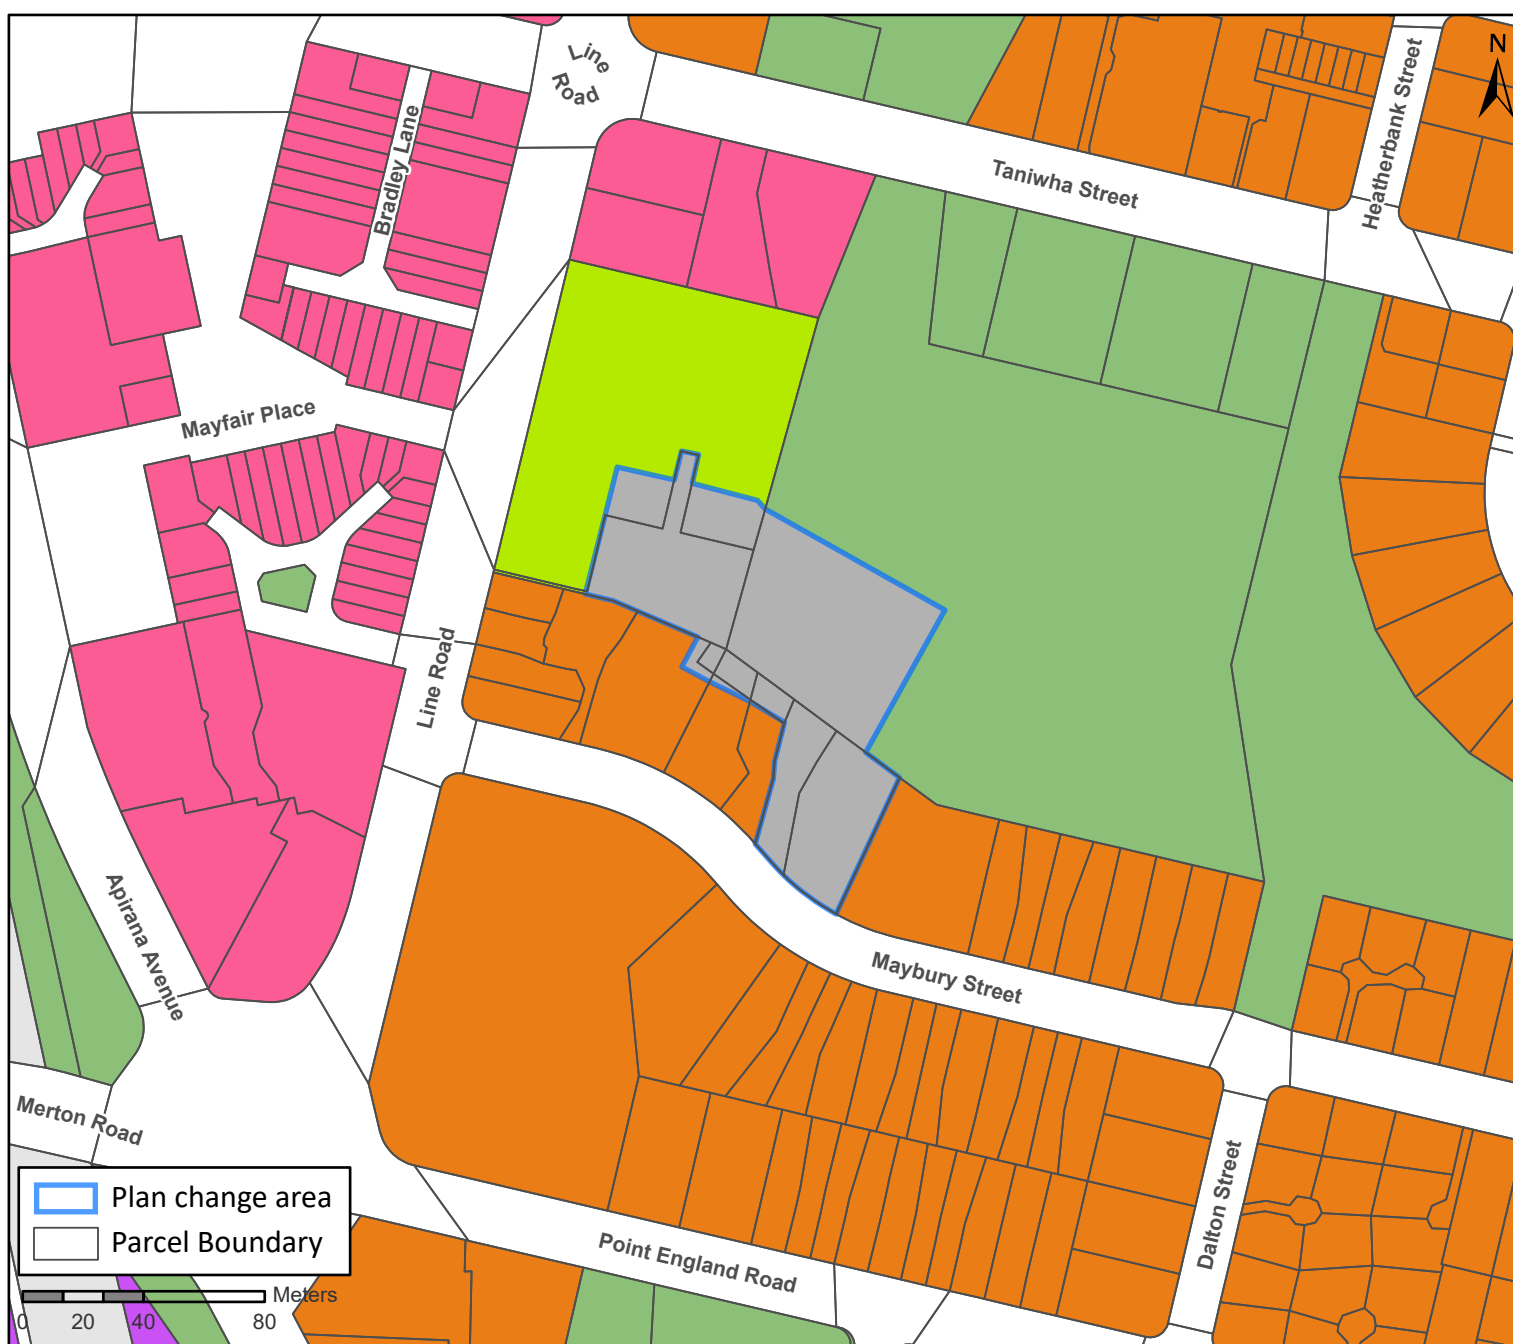 Line
Road
N
Bradley Lane
Taniwha Street
Heatherbank Street
Mayfair Place
Line Road
Apirana Avenue
Maybury Street
Merton Road
Dalton Street
Point England Road
Plan change area
Parcel Boundary
Meters
0 20 40 80